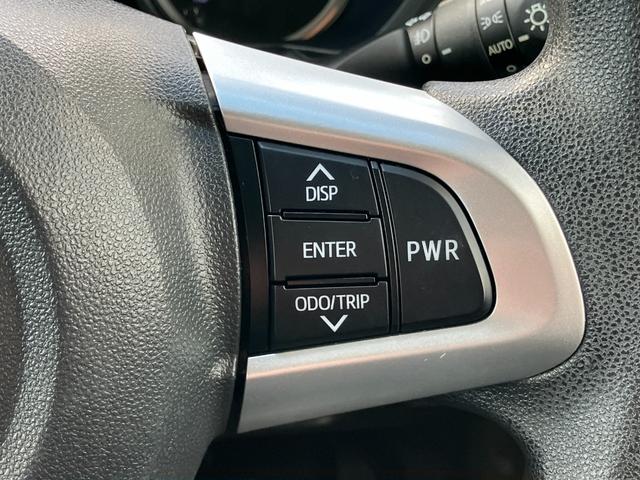 AUTO
DISP
ENTER
PWR
ODO/TRIP